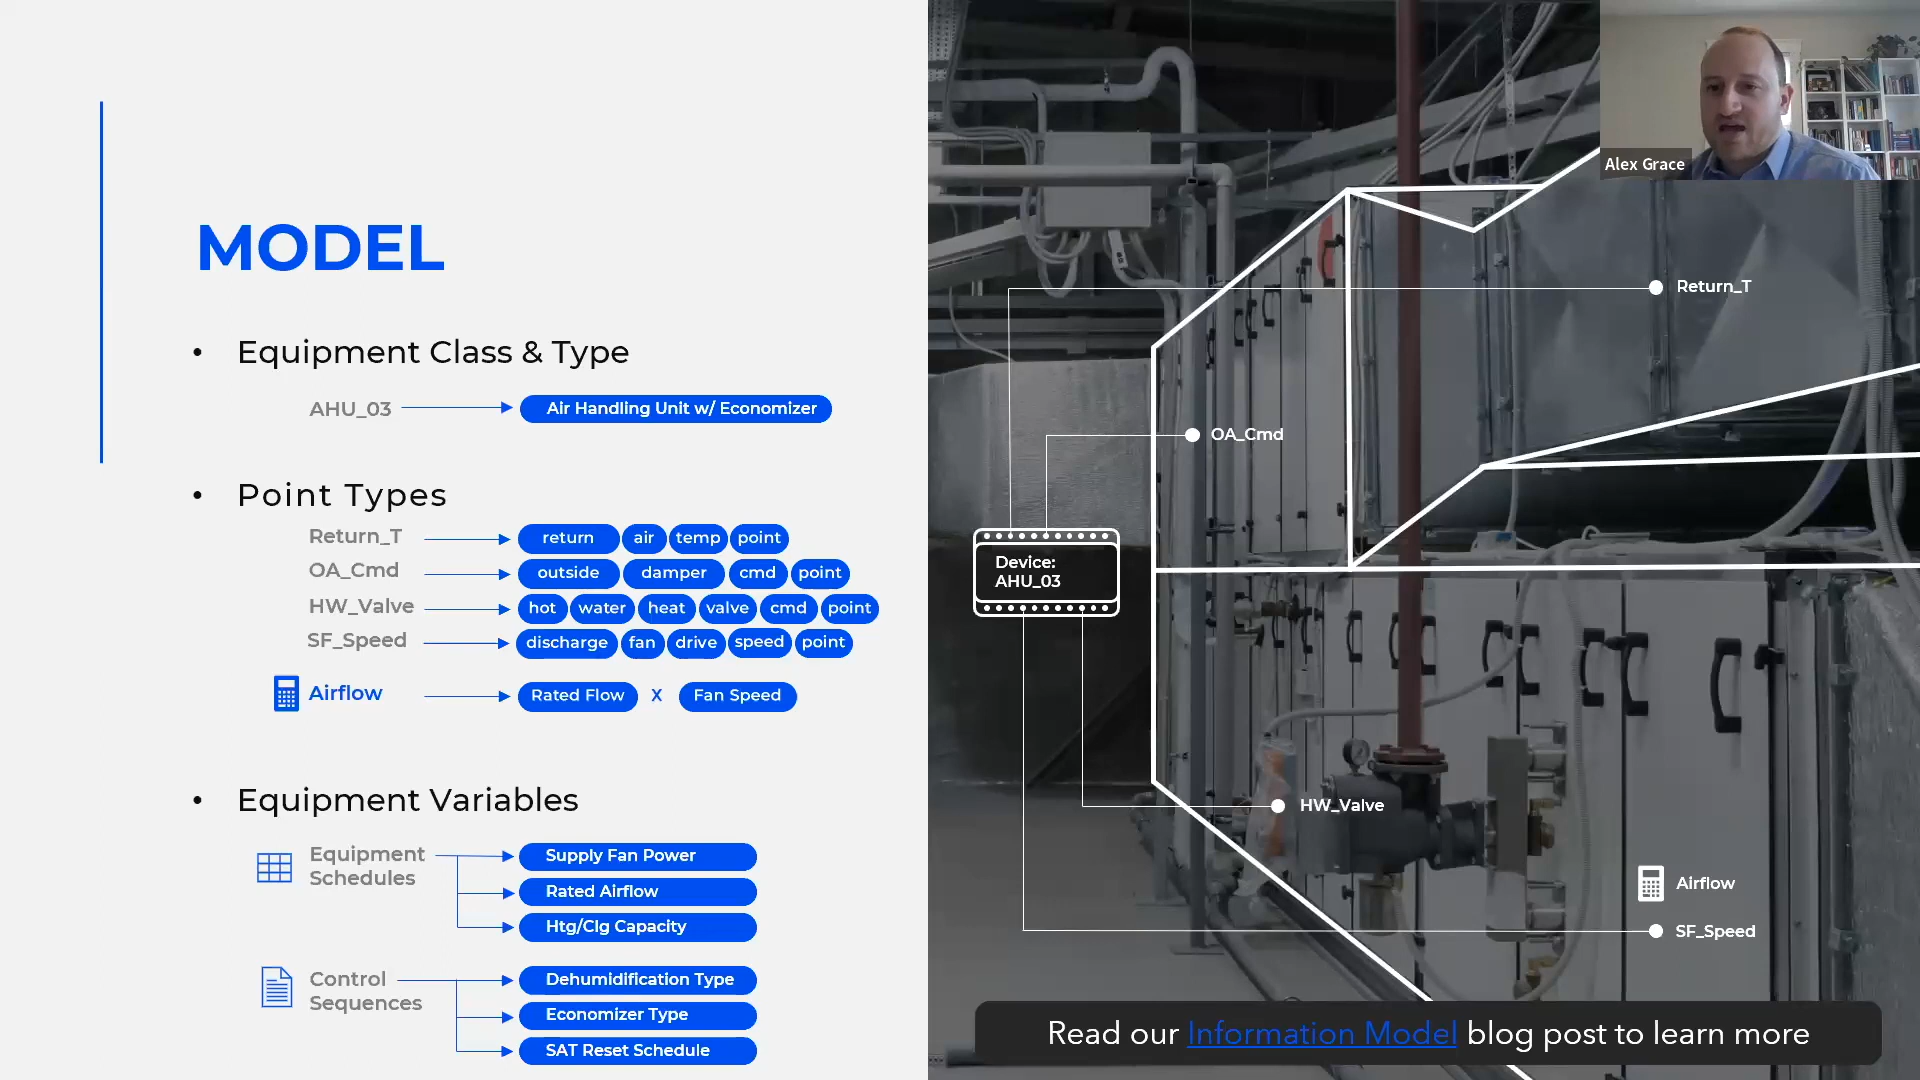 MODEL
• Equipment Class & Type
AHU_03
Air Handling Unit w/ Economizer
• Point Types
Return_T
return air temp point
OA_Cmd
outside damper cmd point
HW_Valve
hot water heat valve cmd point
SF_Speed
discharge fan drive speed point
Airflow
Rated Flow X Fan Speed
• Equipment Variables
Equipment
Schedules
Supply Fan Power
Rated Airflow
Htg/Clg Capacity
Control
Sequences
Dehumidification Type
Economizer Type
SAT Reset Schedule
Alex Grace
Return_T
OA_Cmd
Device:
AHU_03
HW_Valve
Airflow
SF_Speed
Read our Information Model blog post to learn more